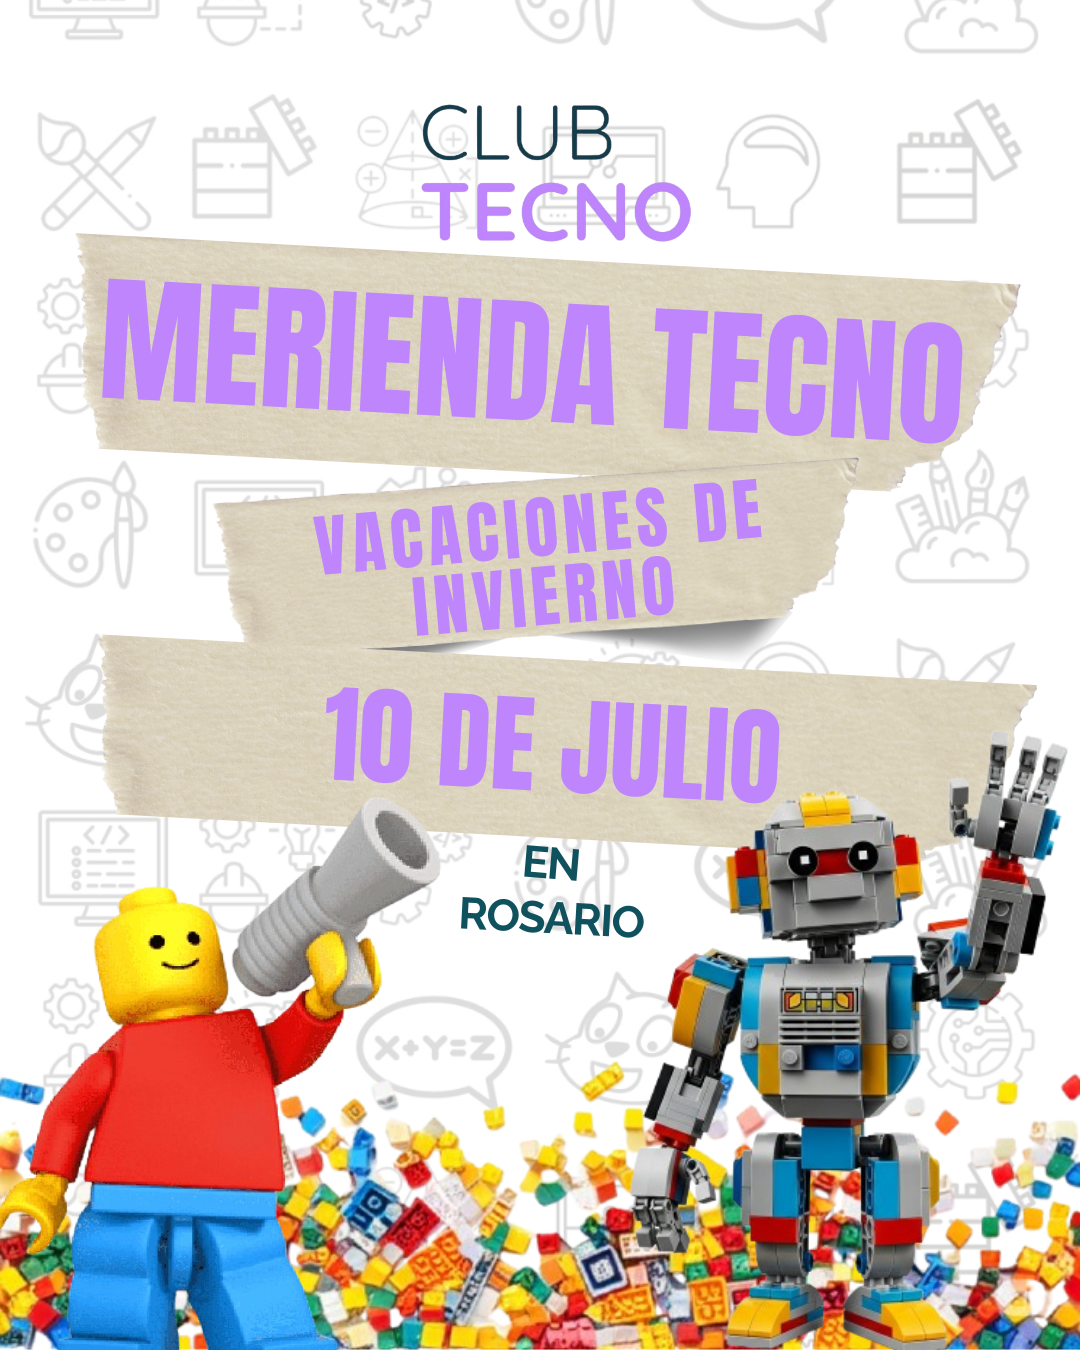 CLUB
TECNO
MERIENDA TECNO
VACACIONES DE
INVIERNO
10 DE JULIO
EN
ROSARIO
X+Y=Z